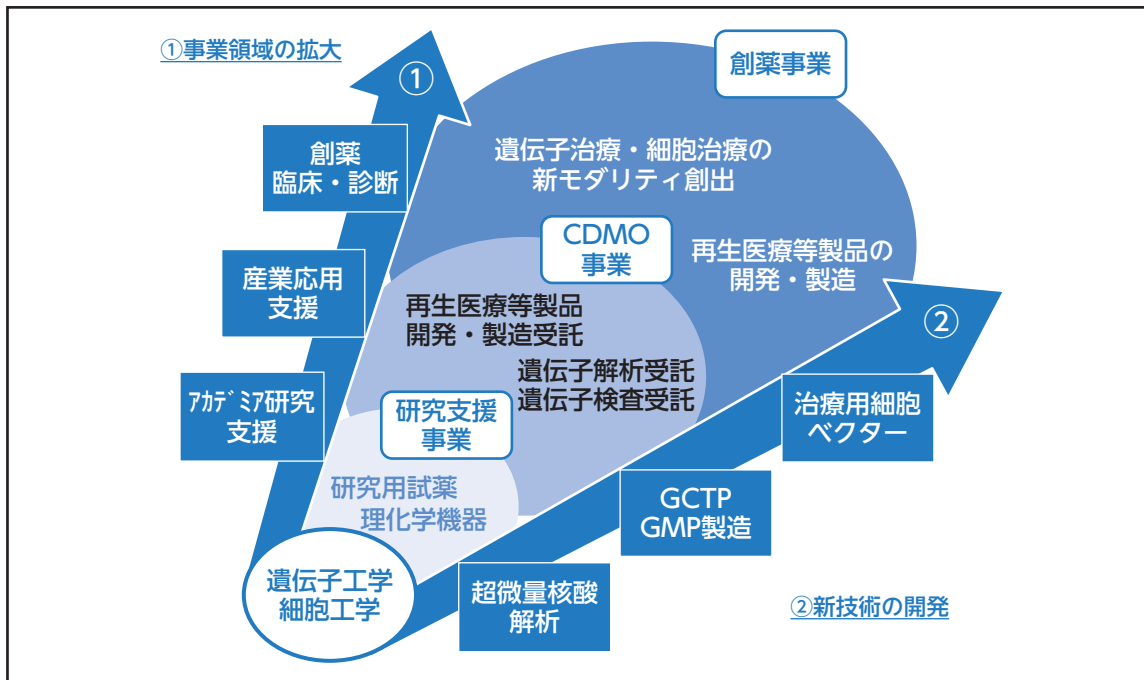 ①事業領域の拡大
①
創薬事業
創薬
臨床・診断
遺伝子治療・細胞治療の
新モダリティ創出
CDMO
事業
再生医療等製品の
開発・製造
産業応用
支援
再生医療等製品
開発・製造受託
②
遺伝子解析受託
遺伝子検査受託
アカデミア研究
支援
研究支援
事業
治療用細胞
ベクター
研究用試薬
理化学機器
GCTP
GMP製造
遺伝子工学
細胞工学
超微量核酸
解析
②新技術の開発